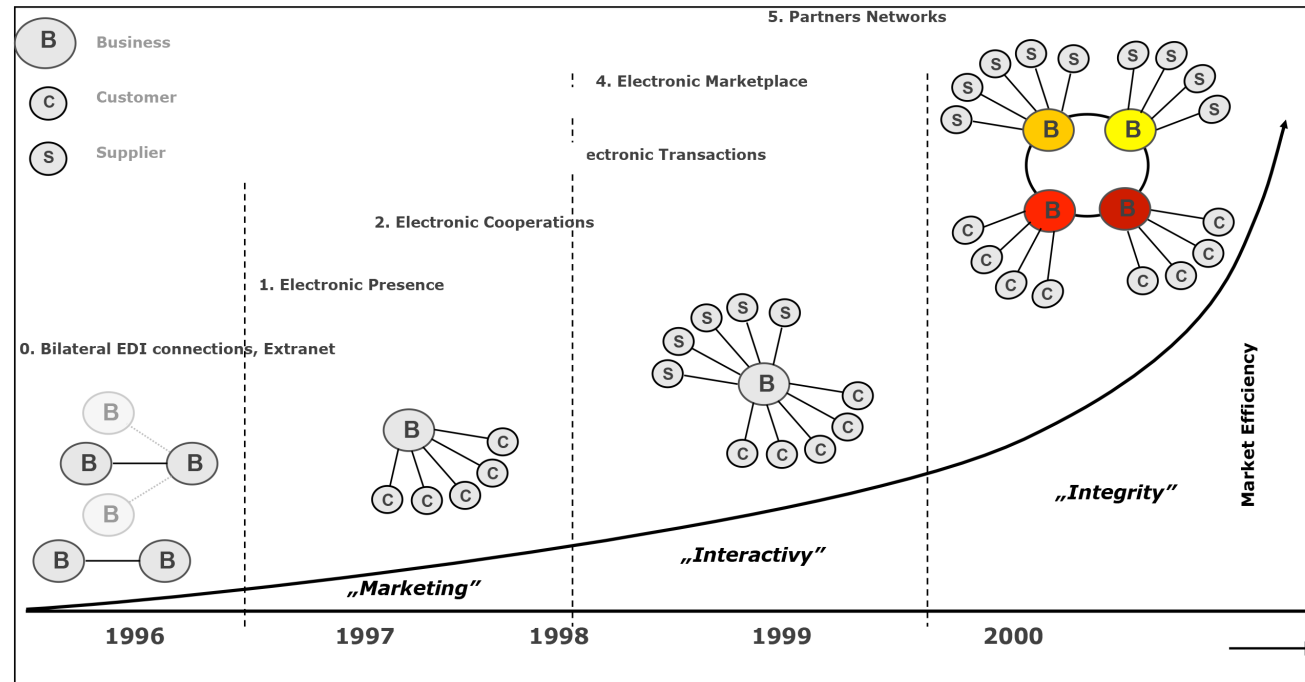 5. Partners Networks
B Business
C Customer
S Supplier
4. Electronic Marketplace
ectronic Transactions
2. Electronic Cooperations
1. Electronic Presence
0. Bilateral EDI connections, Extranet
B
B B
B
B B
B
C
C
C C C
S S S S
S
S
B
C
C
C C C
S S S S S S
S S
S S
B B
B B
C C
C C
C C
C C
Market Efficiency
„Marketing”
„Interactivy”
„Integrity”
1996 1997 1998 1999 2000